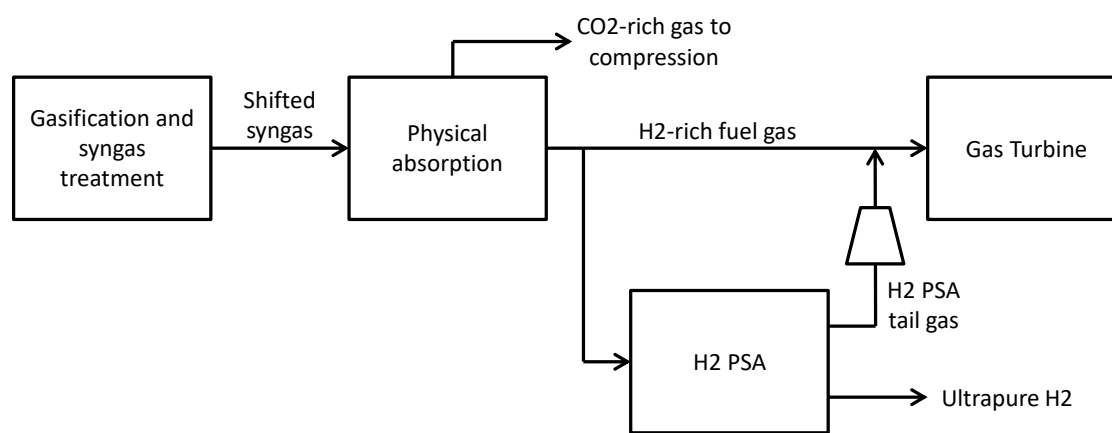 CO2-rich gas to
compression
Gasification and
syngas
treatment
Shifted
syngas
Physical
absorption
H2-rich fuel gas
Gas Turbine
H2 PSA
tail gas
H2 PSA
Ultrapure H2